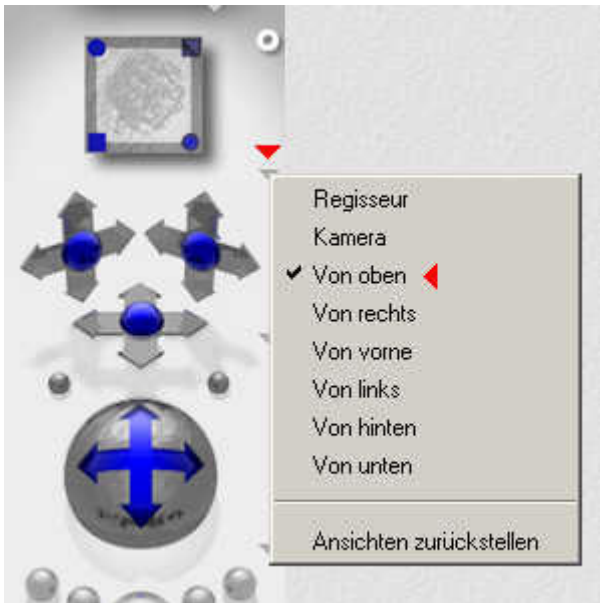 Regisseur
Kamera
Von oben
Von rechts
Von vorne
Von links
Von hinten
Von unten
Ansichten zurückstellen